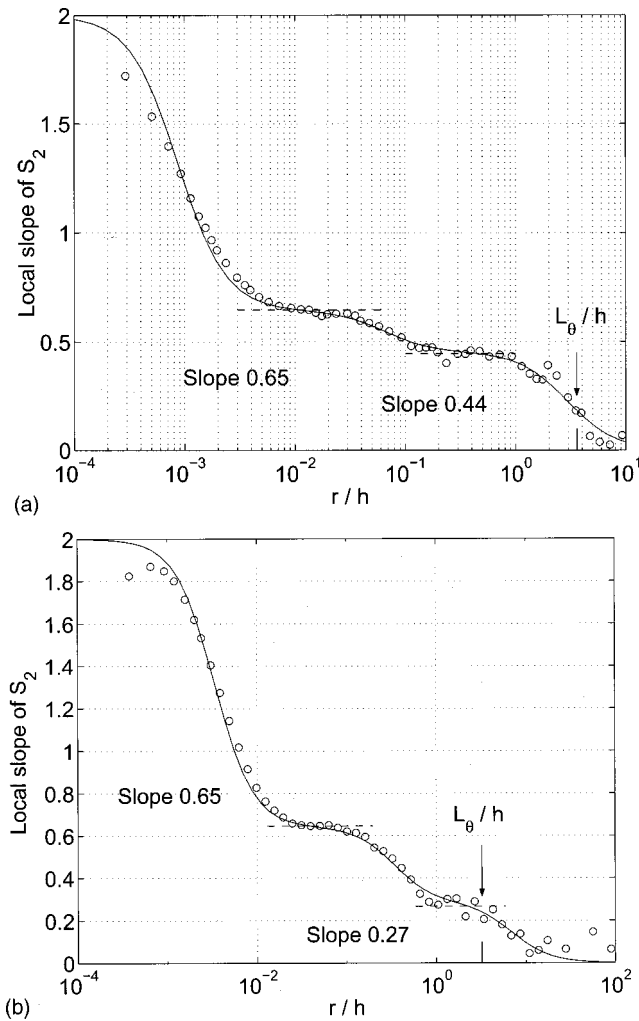 2
1.5
1
0.5
0
Local slope of S₂
Slope 0.65
Slope 0.44
L_θ / h
10⁻⁴ 10⁻³ 10⁻² 10⁻¹ 10⁰ 10¹
r / h
(a)
2
1.8
1.6
1.4
1.2
1
0.8
0.6
0.4
0.2
0
Local slope of S₂
Slope 0.65
L_θ / h
Slope 0.27
10⁻⁴ 10⁻² 10⁰ 10²
r / h
(b)